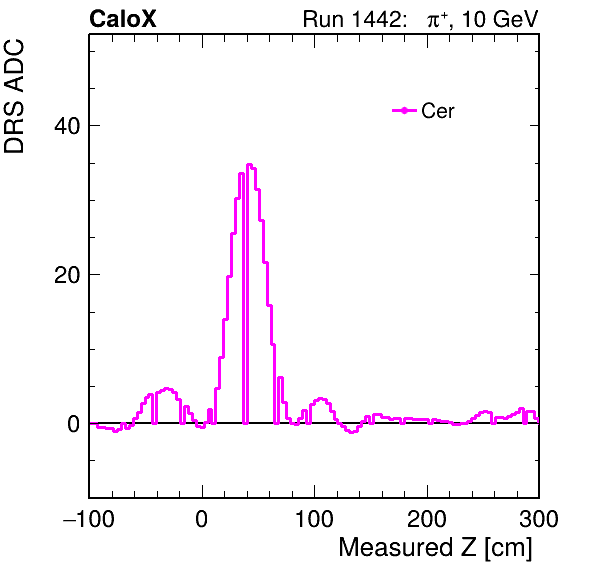 CaloX Run 1442: π⁺, 10 GeV
DRS ADC
Cer
40
20
0
−100 0 100 200 300
Measured Z [cm]